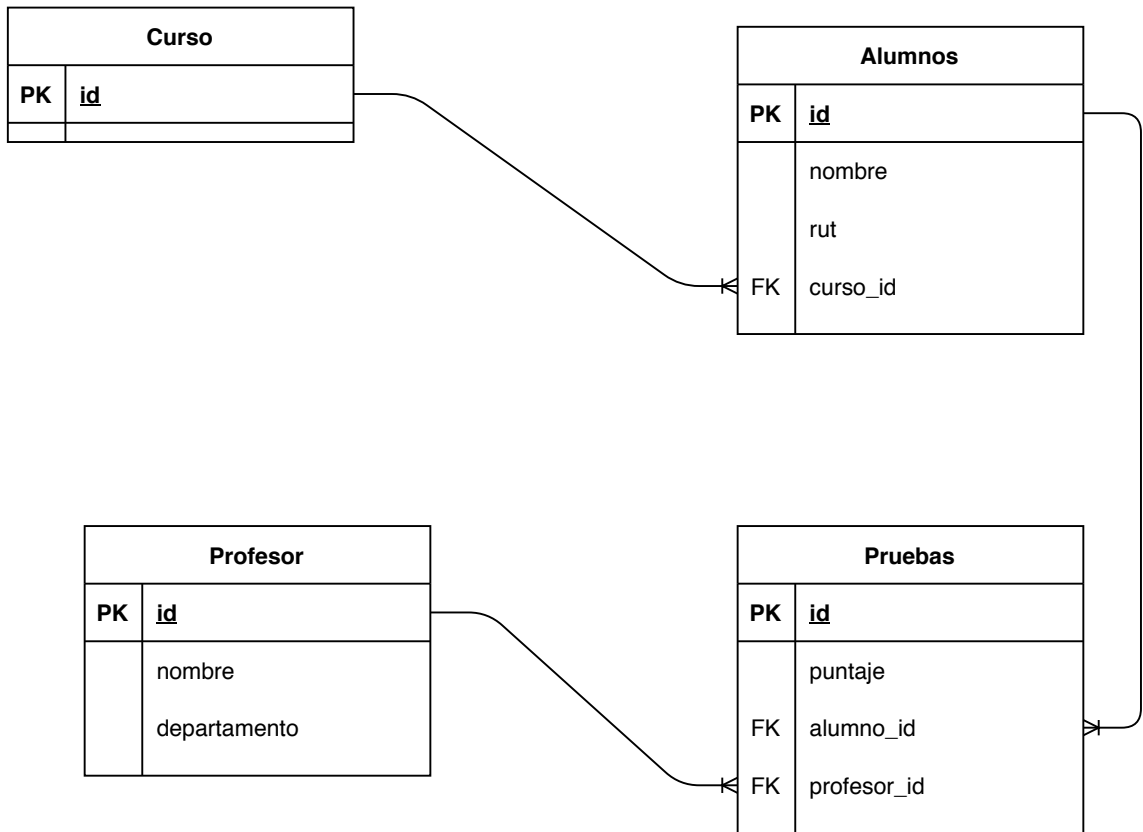 Curso
PK id
Alumnos
PK id
nombre
rut
FK curso_id
Profesor
PK id
nombre
departamento
Pruebas
PK id
puntaje
FK alumno_id
FK profesor_id